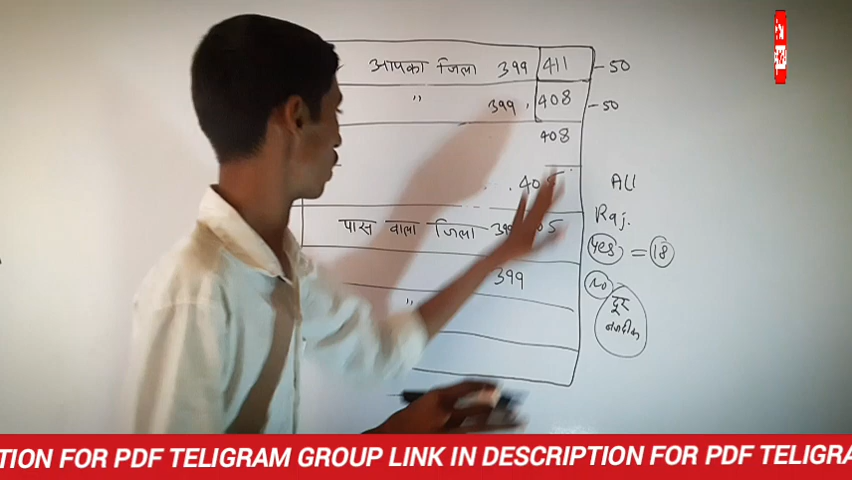 आपका जिला 399 411 - 50
" 399 408 - 50
408
All
Raj.
पास वाला जिला
yes = 18
399
No
"
दूर
नजदीक
TION FOR PDF TELIGRAM GROUP LINK IN DESCRIPTION FOR PDF TELIGRA